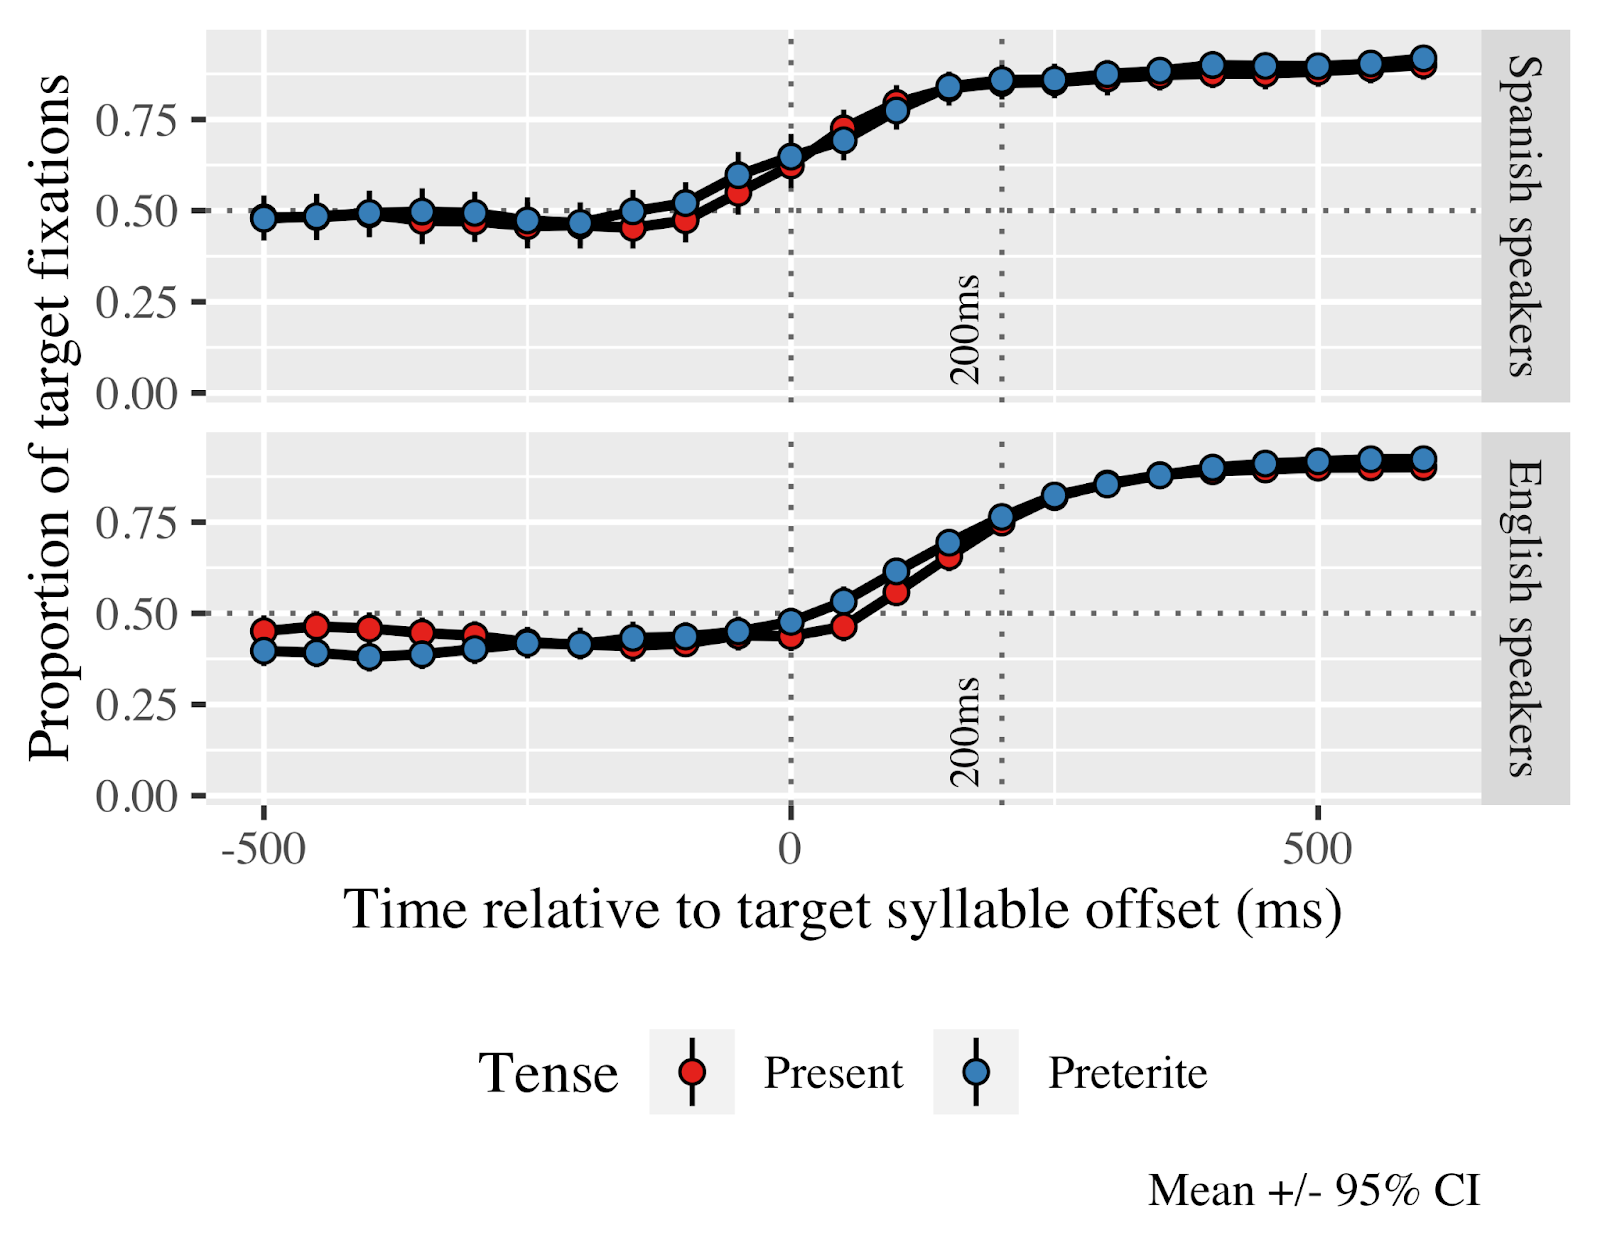 Proportion of target fixations
0.75
0.50
0.25
0.00
200ms
Spanish speakers
0.75
0.50
0.25
0.00
200ms
English speakers
-500 0 500
Time relative to target syllable offset (ms)
Tense Present Preterite
Mean +/- 95% CI